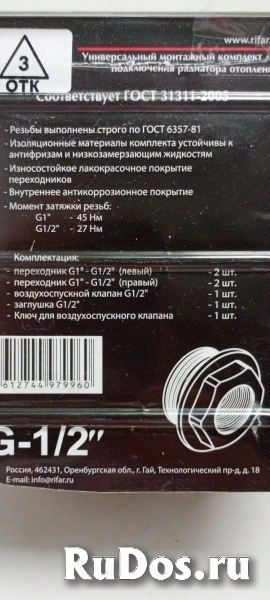 www.rifar.ru
3
ОТК
Универсальный монтажный комплект
подключения радиатора отоплен
Соответствует ГОСТ 31311-2005
- Резьбы выполнены строго по ГОСТ 6357-81
- Изоляционные материалы комплекта устойчивы к
антифризам и низкозамерзающим жидкостям
- Износостойкое лакокрасочное покрытие
переходников
- Внутреннее антикоррозионное покрытие
- Момент затяжки резьб:
G1" - 45 Нм
G1/2" - 27 Нм
Комплектация:
- переходник G1" - G1/2" (левый) - 2 шт.
- переходник G1" - G1/2" (правый) - 2 шт.
- воздухоспускной клапан G1/2" - 1 шт.
- заглушка G1/2" - 1 шт.
- Ключ для воздухоспускного клапана - 1 шт.
612744 979960
G-1/2"
Россия, 462431, Оренбургская обл., г. Гай, Технологический пр-д, д. 18
E-mail: info@rifar.ru
RuDos.ru